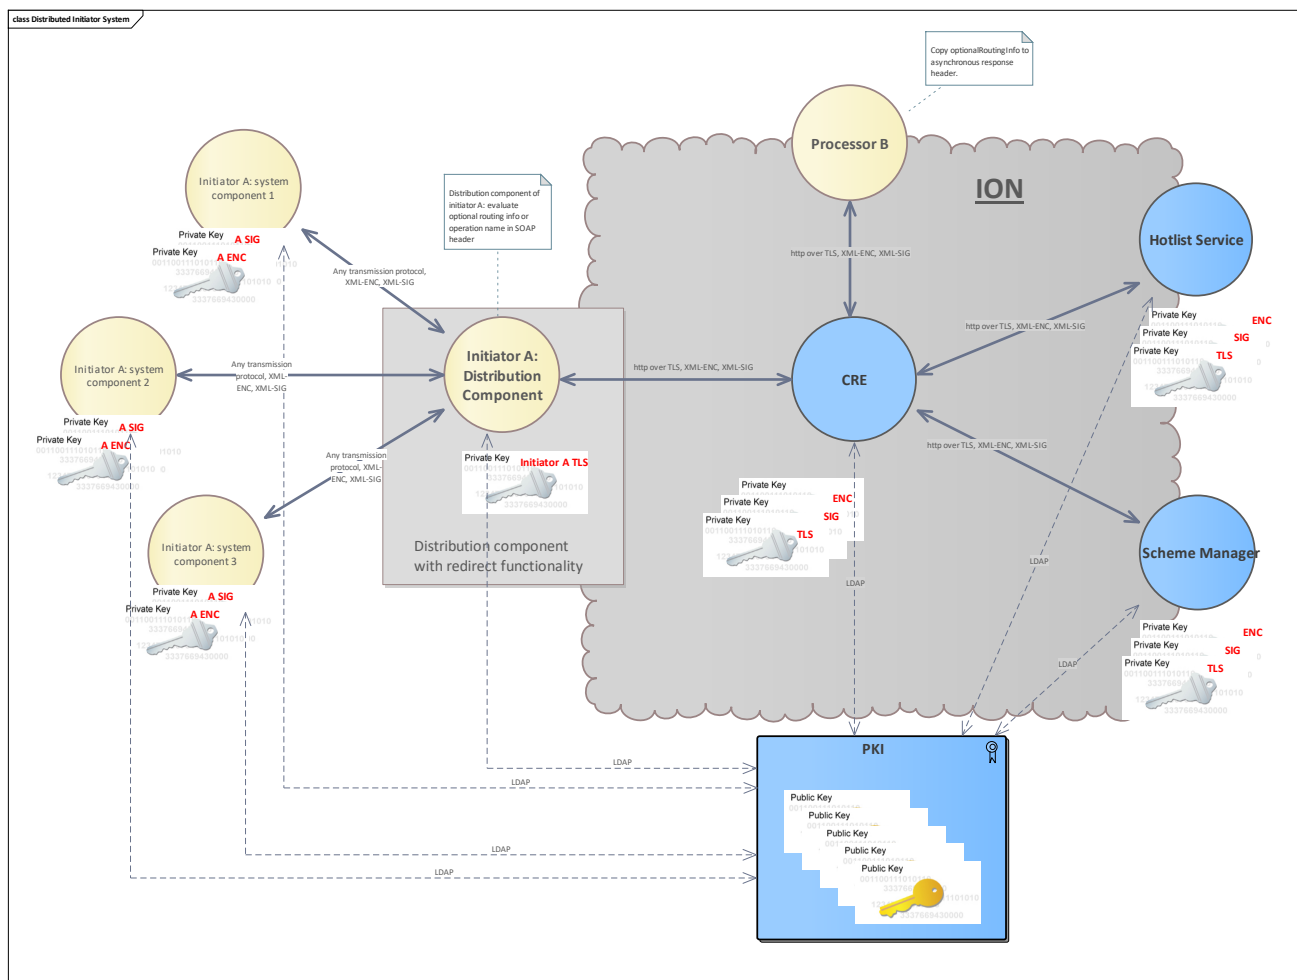 class Distributed Initiator System
Copy optionalRoutingInfo to
asynchronous response
header.
Processor B
ION
Initiator A: system
component 1
Private Key
A SIG
Private Key
A ENC
Distribution component of
initiator A: evaluate
optional routing info or
operation name in SOAP
header
Hotlist Service
http over TLS, XML-ENC, XML-SIG
Any transmission protocol,
XML-ENC, XML-SIG
Private Key
ENC
Private Key
SIG
Private Key
TLS
http over TLS, XML-ENC, XML-SIG
Initiator A: system
component 2
Any transmission
protocol, XML-
ENC, XML-SIG
Initiator A:
Distribution
Component
http over TLS, XML-ENC, XML-SIG
CRE
Private Key
A SIG
Private Key
A ENC
http over TLS, XML-ENC, XML-SIG
Any transmission
protocol, XML-
ENC, XML-SIG
Private Key
Initiator A TLS
Private Key
ENC
Private Key
SIG
Private Key
TLS
Initiator A: system
component 3
Distribution component
with redirect functionality
Scheme Manager
LDAP
LDAP
Private Key
A SIG
Private Key
A ENC
Private Key
ENC
Private Key
SIG
Private Key
TLS
LDAP
PKI
LDAP
LDAP
Public Key
Public Key
Public Key
Public Key
Public Key
LDAP
LDAP